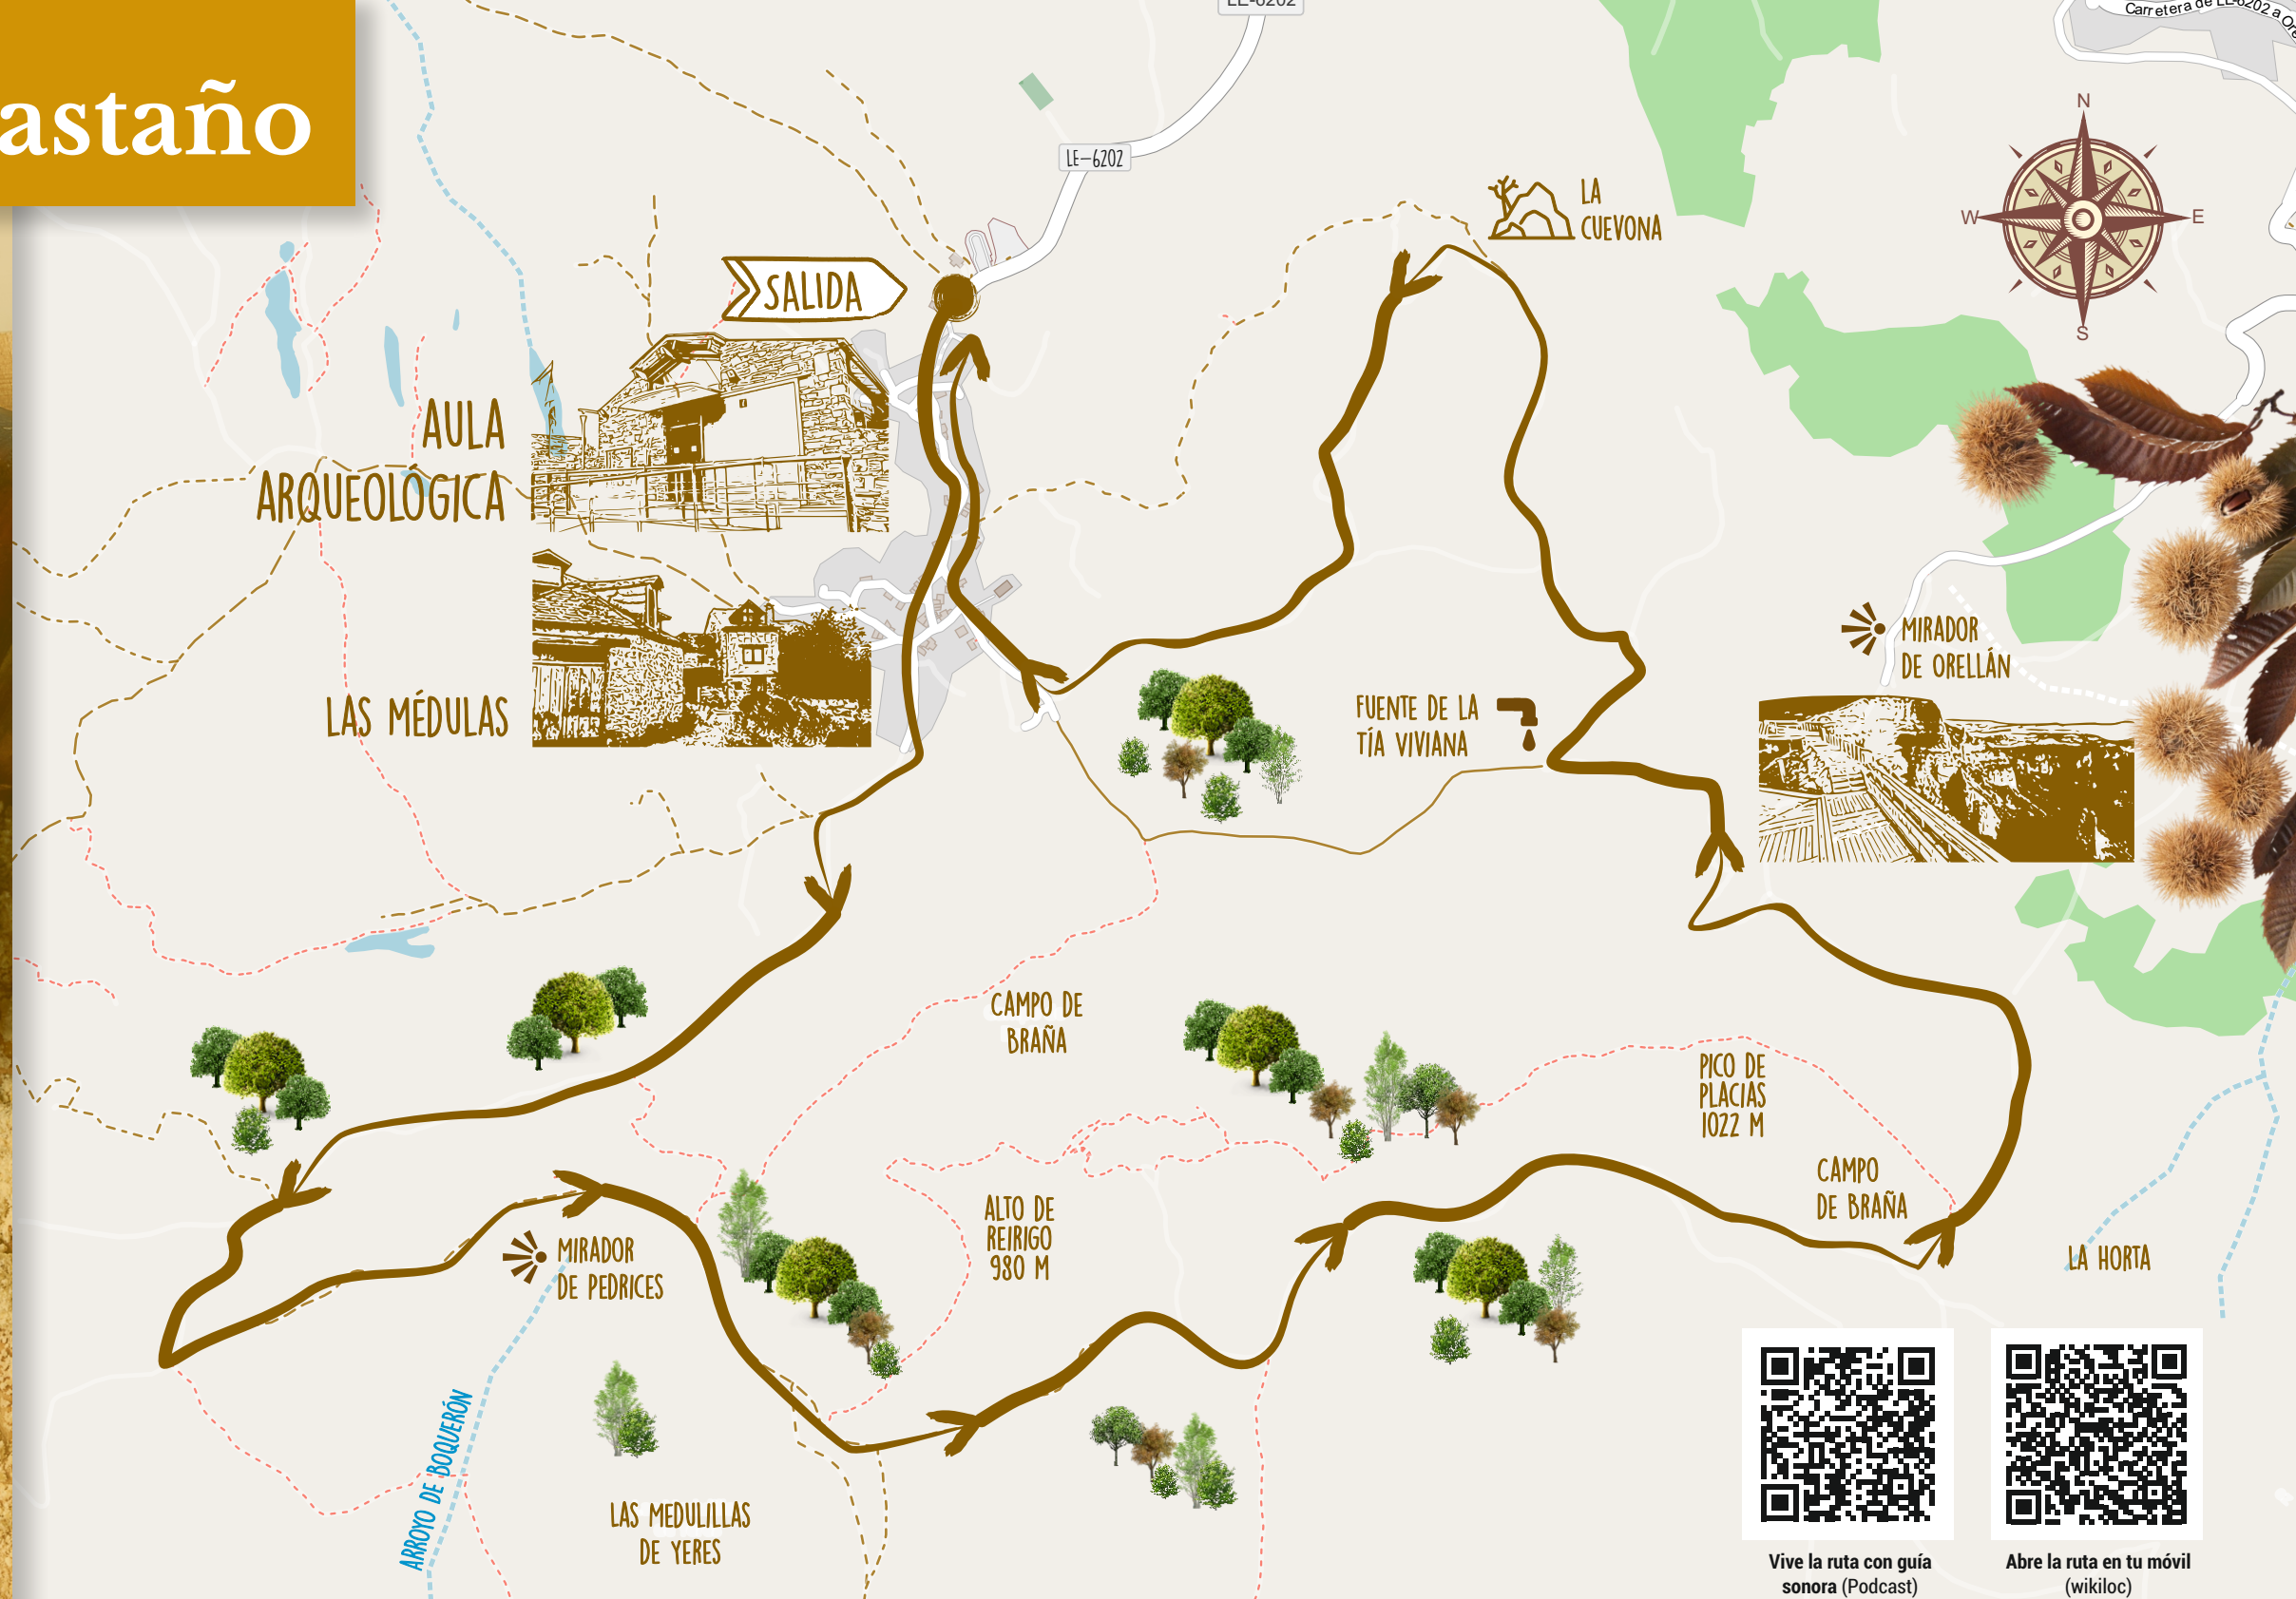 astaño
LE-6202
Carretera de LE-6202 a Ore
N
W
E
S
LE-6202
LA
CUEVONA
SALIDA
AULA
ARQUEOLÓGICA
LAS MÉDULAS
MIRADOR
DE ORELLÁN
FUENTE DE LA
TÍA VIVIANA
CAMPO DE
BRAÑA
PICO DE
PLACIAS
1022 M
CAMPO
DE BRAÑA
ALTO DE
REIRIGO
980 M
MIRADOR
DE PEDRICES
LA HORTA
ARROYO DE BOQUERÓN
LAS MEDULILLAS
DE YERES
Vive la ruta con guía
sonora (Podcast)
Abre la ruta en tu móvil
(wikiloc)